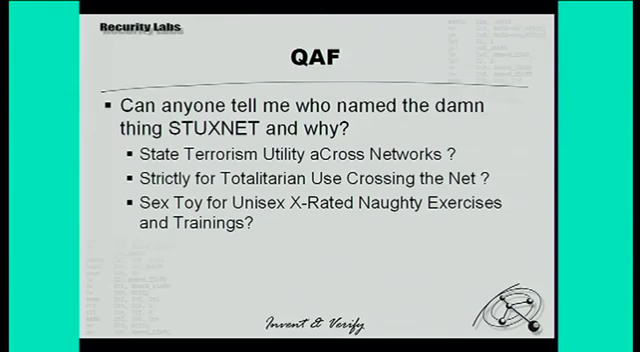 Recurity Labs
QAF
Can anyone tell me who named the damn
thing STUXNET and why?
State Terrorism Utility aCross Networks ?
Strictly for Totalitarian Use Crossing the Net ?
Sex Toy for Unisex X-Rated Naughty Exercises
and Trainings?
Invent & Verify